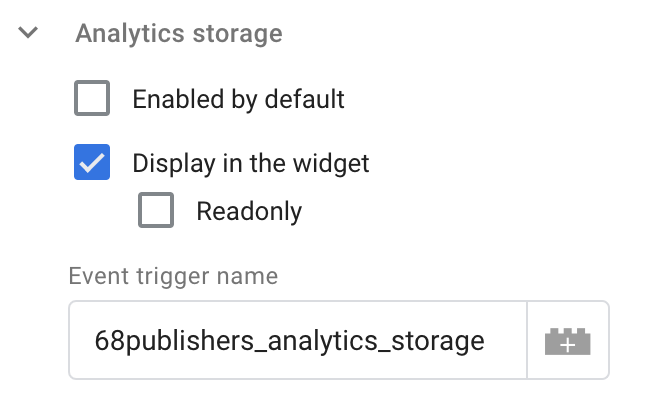 Analytics storage
Enabled by default
Display in the widget
Readonly
Event trigger name
68publishers_analytics_storage